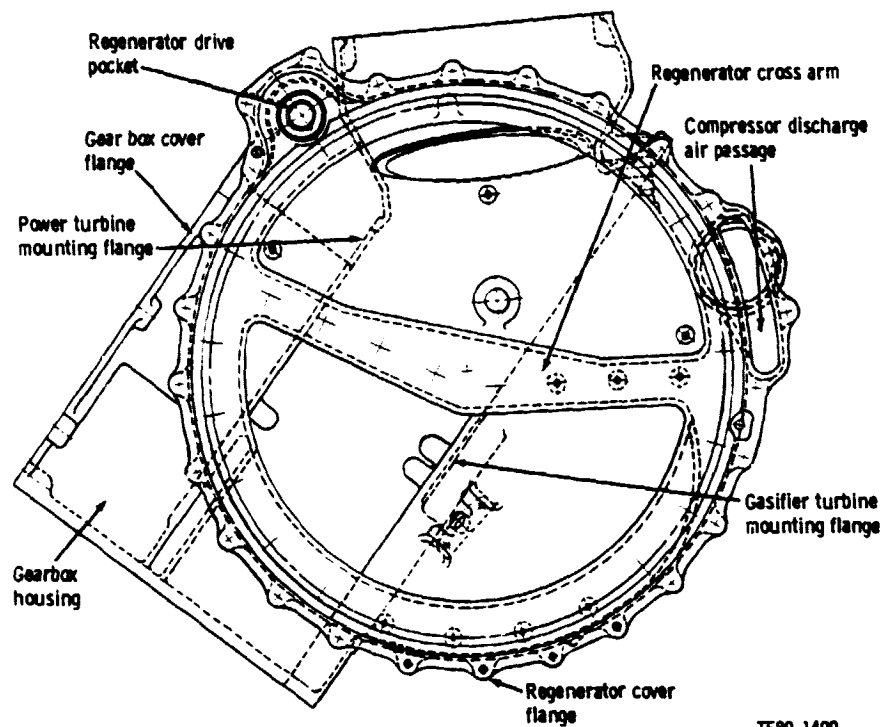 Regenerator drive
pocket
Regenerator cross arm
Gear box cover
flange
Compressor discharge
air passage
Power turbine
mounting flange
Gasifier turbine
mounting flange
Gearbox
housing
Regenerator cover
flange